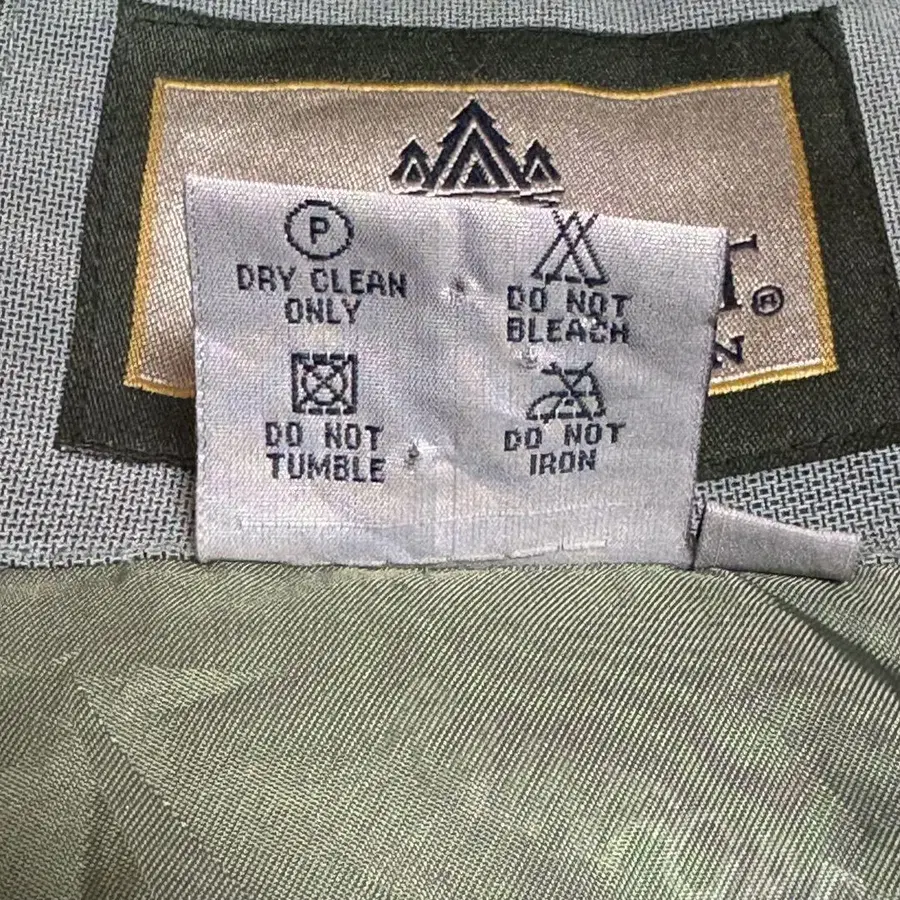 P
DRY CLEAN
ONLY
DO NOT
BLEACH
DO NOT
TUMBLE
DO NOT
IRON
®